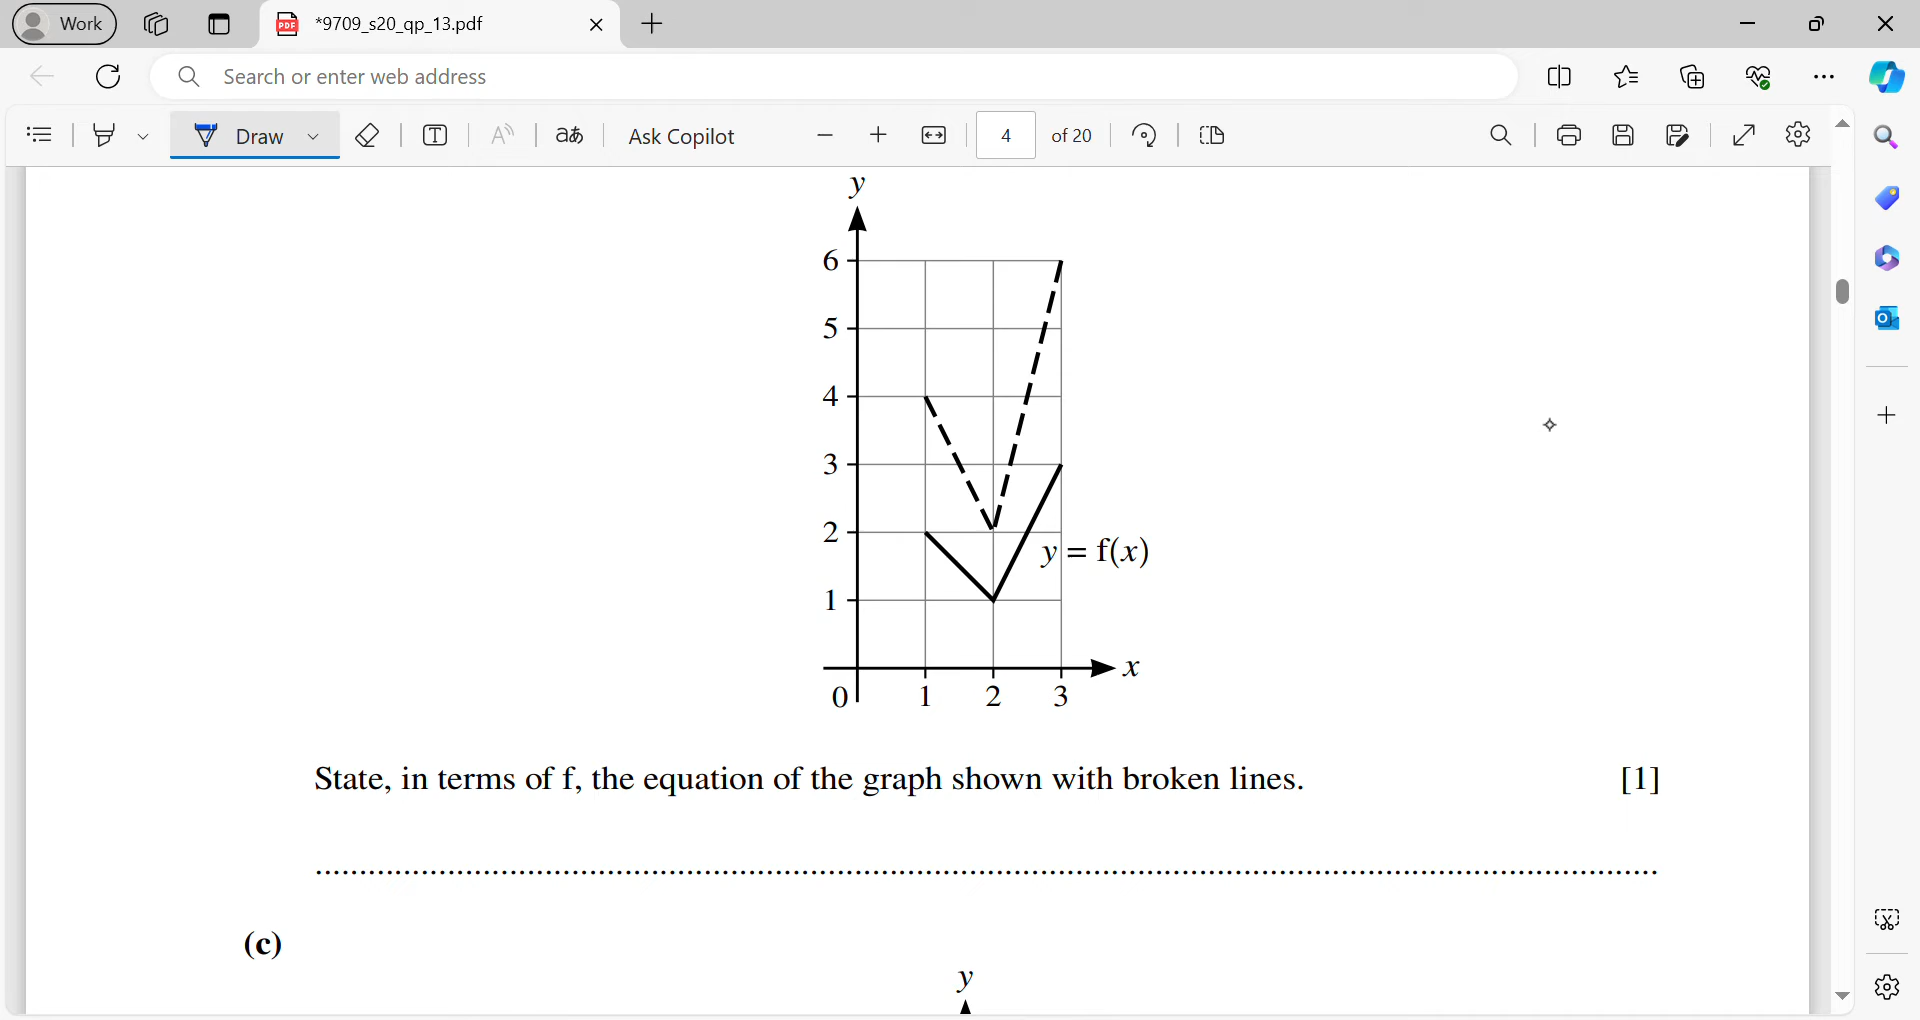 Work
*9709_s20_qp_13.pdf
Search or enter web address
Draw
T
A
aあ
Ask Copilot
4
of 20
y
6
5
4
3
2
1
y = f(x)
x
0
1
2
3
State, in terms of f, the equation of the graph shown with broken lines. [1]
(c)
y